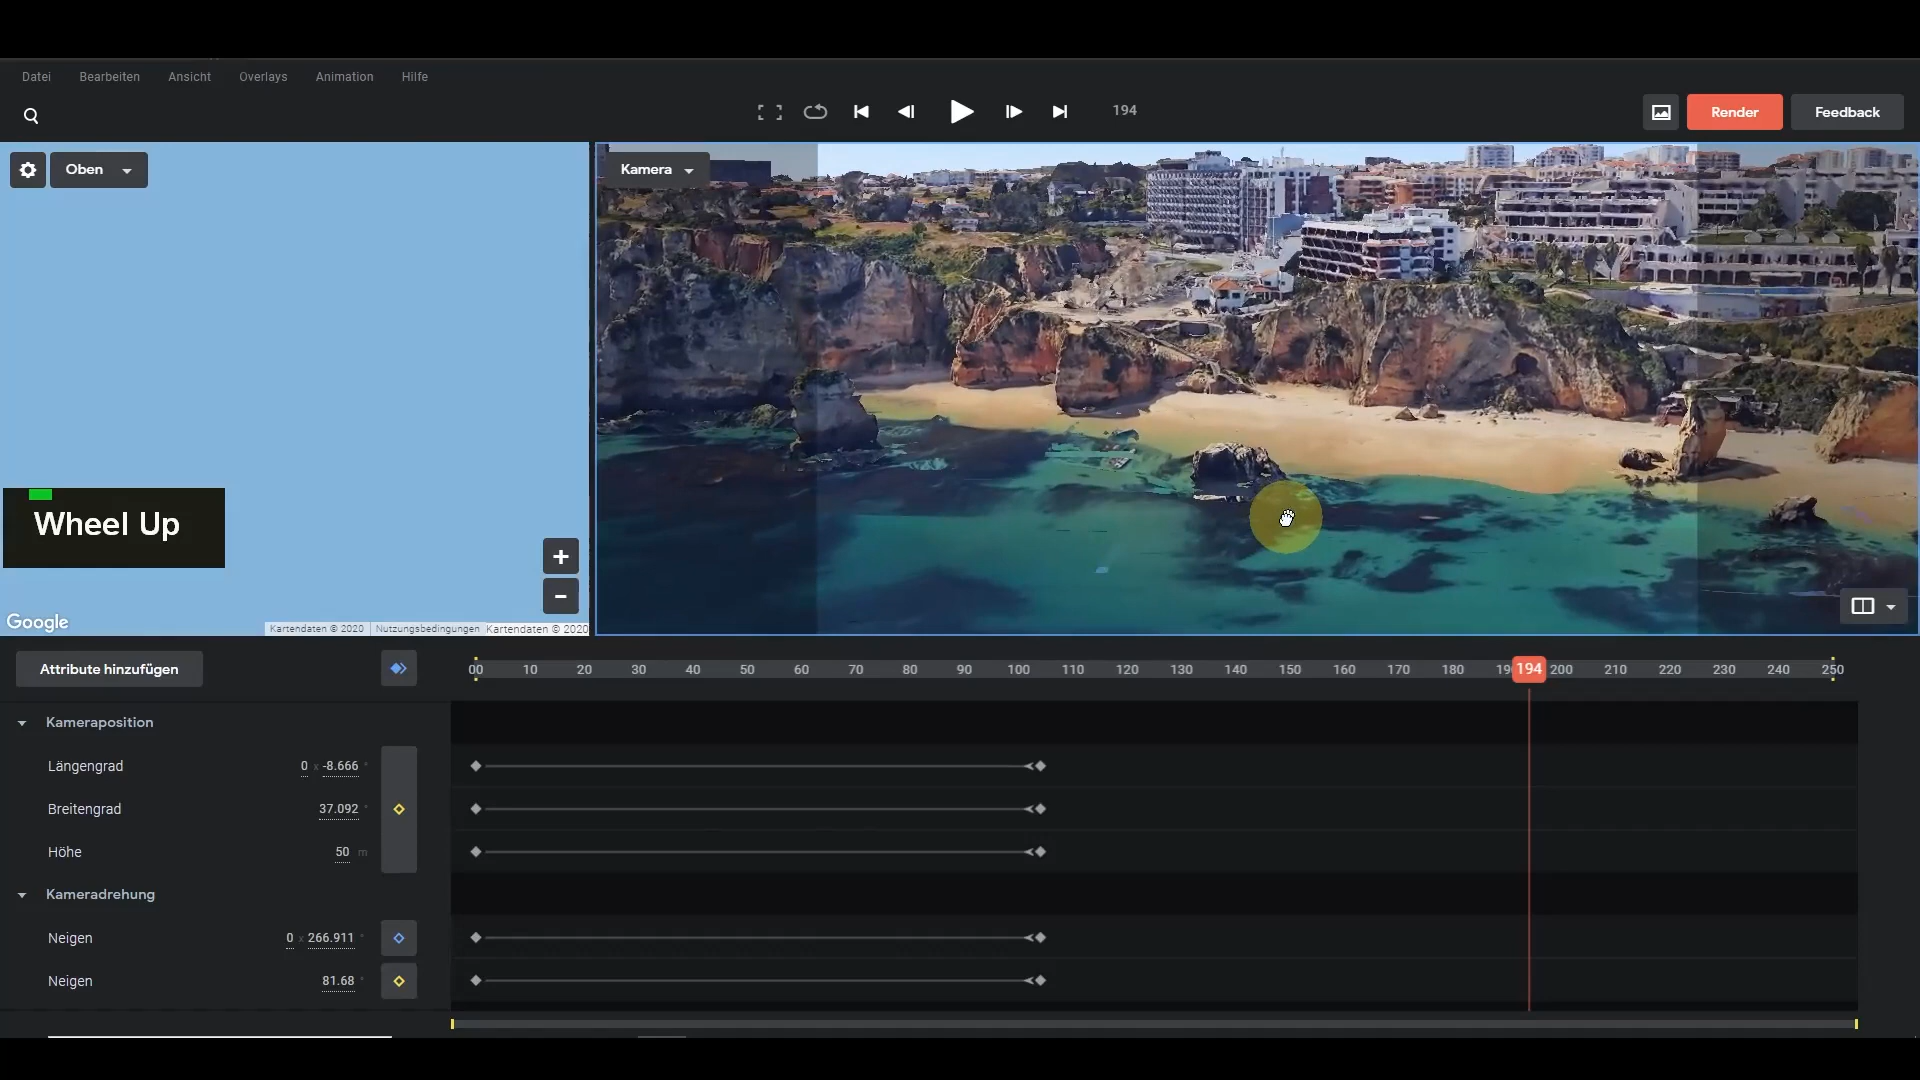 Datei Bearbeiten Ansicht Overlays Animation Hilfe
194
Render Feedback
Oben
Kamera
Wheel Up
+
−
Google
Kartendaten © 2020 Nutzungsbedingungen Kartendaten © 2020
Attribute hinzufügen
00 10 20 30 40 50 60 70 80 90 100 110 120 130 140 150 160 170 180 194 200 210 220 230 240 250
Kameraposition
Längengrad 0 x -8.666 °
Breitengrad 37.092 °
Höhe 50 m
Kameradrehung
Neigen 0 x 266.911 °
Neigen 81.68 °